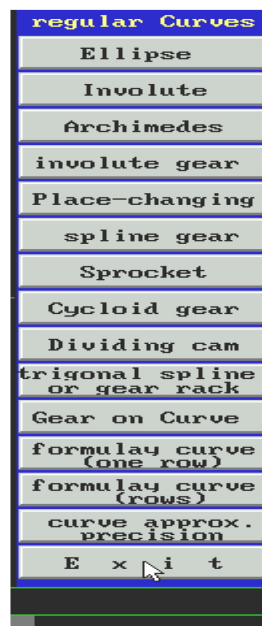 regular Curves
Ellipse
Involute
Archimedes
involute gear
Place-changing
spline gear
Sprocket
Cycloid gear
Dividing cam
trigonal spline
or gear rack
Gear on Curve
formulay curve
(one row)
formulay curve
(rows)
curve approx.
precision
E x i t